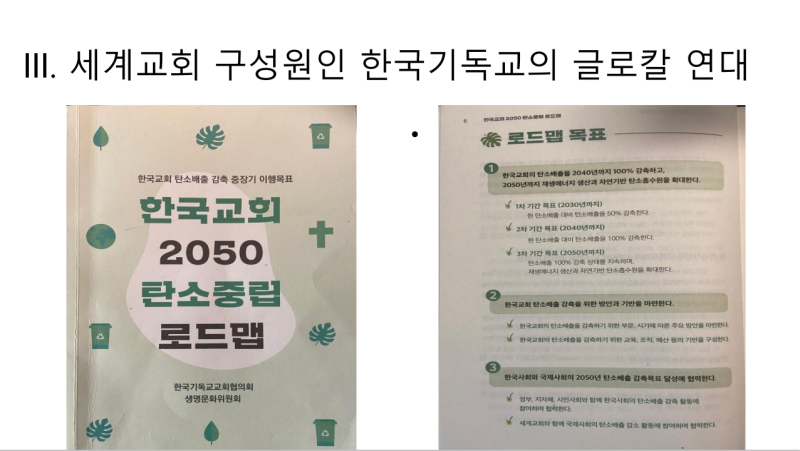 III. 세계교회 구성원인 한국기독교의 글로칼 연대
한국교회 탄소배출 감축 중장기 이행목표
한국교회
2050
탄소중립
로드맵
한국기독교교회협의회
생명문화위원회
•
6 한국교회 2050 탄소중립 로드맵
로드맵 목표
1 한국교회의 탄소배출을 2040년까지 100% 감축하고,
2050년까지 재생에너지 생산과 자연기반 탄소흡수원을 확대한다.
1차 기간 목표 (2030년까지)
현 탄소배출 대비 탄소배출을 50% 감축한다.
2차 기간 목표 (2040년까지)
현 탄소배출 대비 탄소배출을 100% 감축한다.
3차 기간 목표 (2050년까지)
탄소배출 100% 감축 상태를 지속하며,
재생에너지 생산과 자연기반 탄소흡수원을 확대한다.
2 한국교회 탄소배출 감축을 위한 방안과 기반을 마련한다.
한국교회의 탄소배출을 감축하기 위한 부문, 시기에 따른 주요 방안을 마련한다.
한국교회의 탄소배출을 감축하기 위한 교육, 조직, 예산 등의 기반을 구성한다.
3 한국사회와 국제사회의 2050년 탄소배출 감축목표 달성에 협력한다.
정부, 지자체, 시민사회와 함께 한국사회의 탄소배출 감축 활동에
참여하며 협력한다.
세계교회와 함께 국제사회의 탄소배출 감소 활동에 참여하며 협력한다.